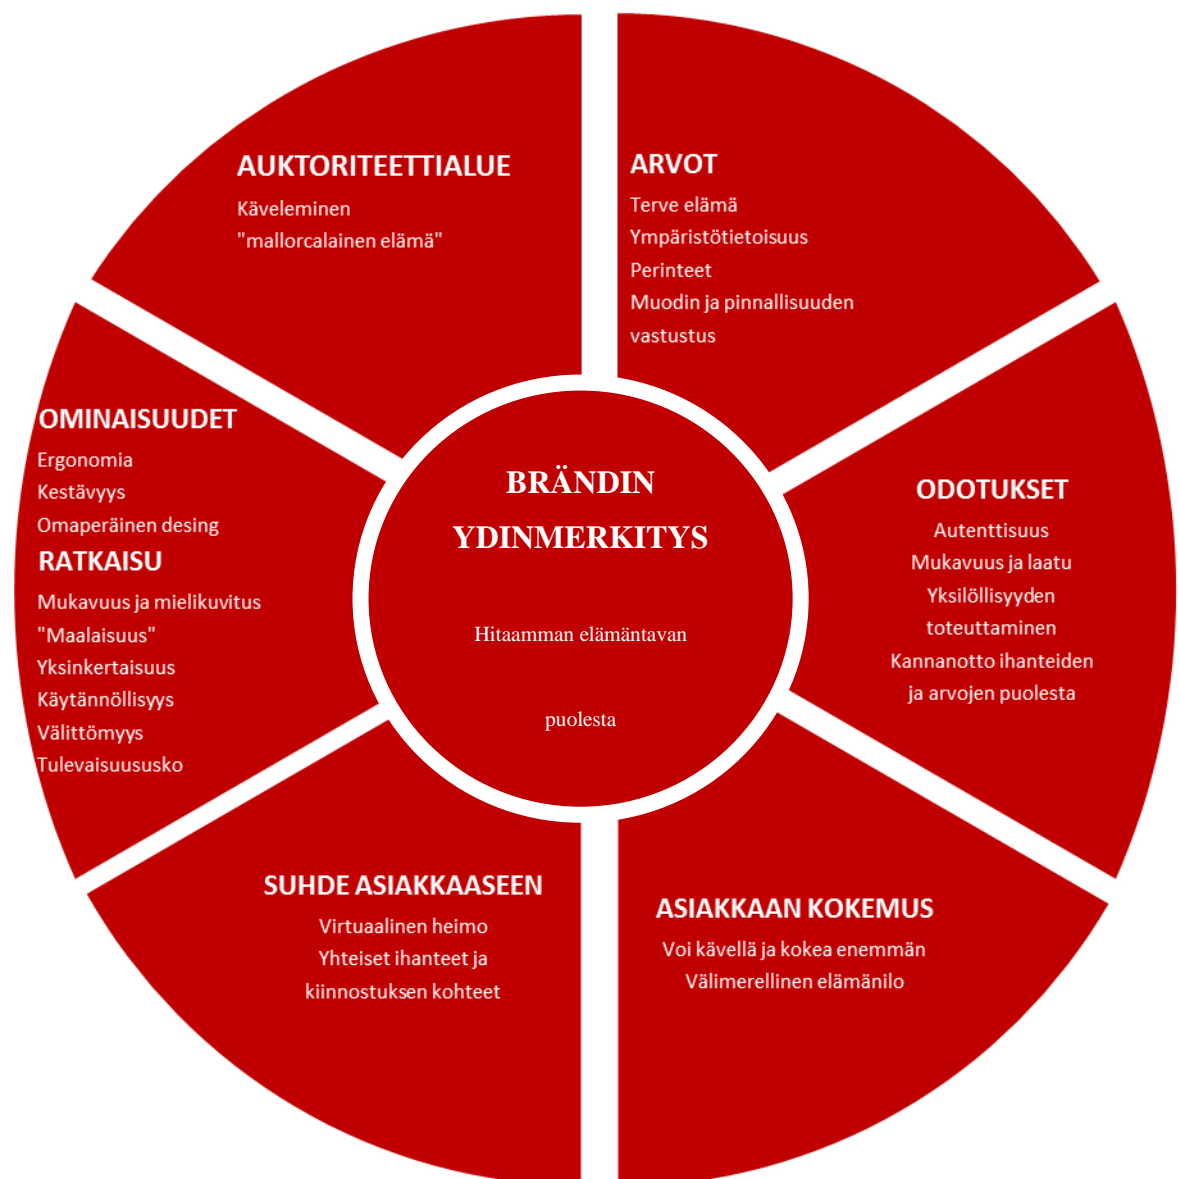 AUKTORITEETTIALUE
Käveleminen
"mallorcalainen elämä"
ARVOT
Terve elämä
Ympäristötietoisuus
Perinteet
Muodin ja pinnallisuuden
vastustus
OMINAISUUDET
Ergonomia
Kestävyys
Omaperäinen desing
RATKAISU
Mukavuus ja mielikuvitus
"Maalaisuus"
Yksinkertaisuus
Käytännöllisyys
Välittömyys
Tulevaisuususko
BRÄNDIN
YDINMERKITYS
Hitaamman elämäntavan
puolesta
ODOTUKSET
Autenttisuus
Mukavuus ja laatu
Yksilöllisyyden
toteuttaminen
Kannanotto ihanteiden
ja arvojen puolesta
SUHDE ASIAKKAASEEN
Virtuaalinen heimo
Yhteiset ihanteet ja
kiinnostuksen kohteet
ASIAKKAAN KOKEMUS
Voi kävellä ja kokea enemmän
Välimerellinen elämänilo